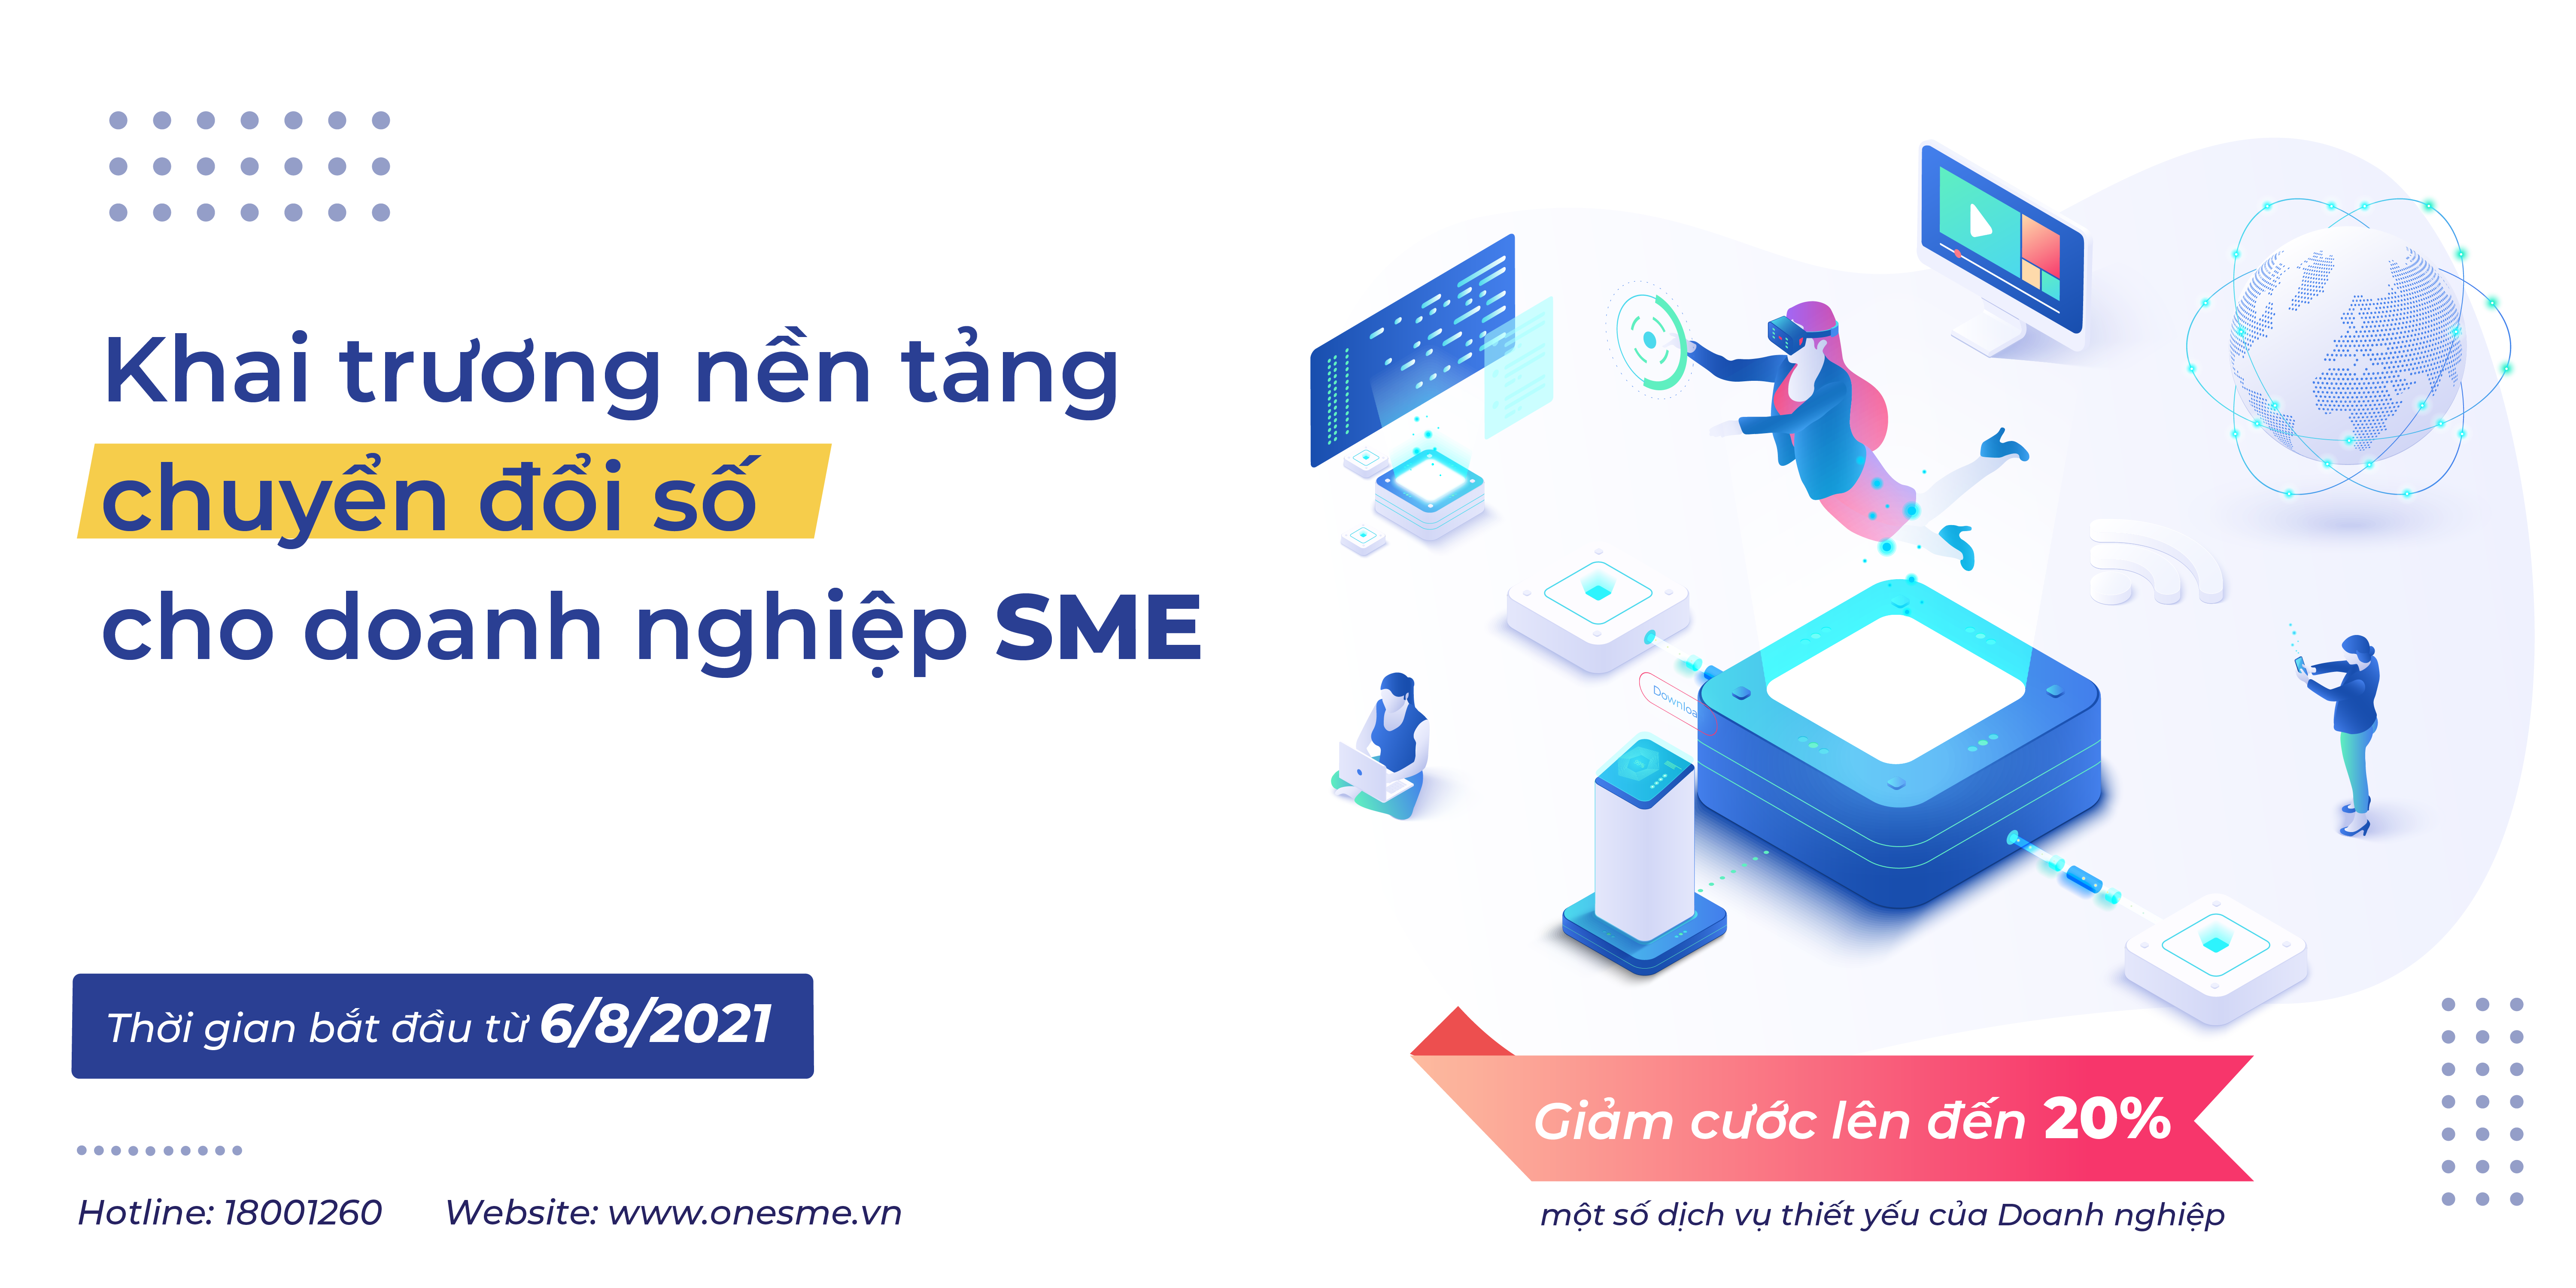 Khai trương nền tảng
chuyển đổi số
cho doanh nghiệp SME
Thời gian bắt đầu từ 6/8/2021
Hotline: 18001260 Website: www.onesme.vn
Giảm cước lên đến 20%
một số dịch vụ thiết yếu của Doanh nghiệp